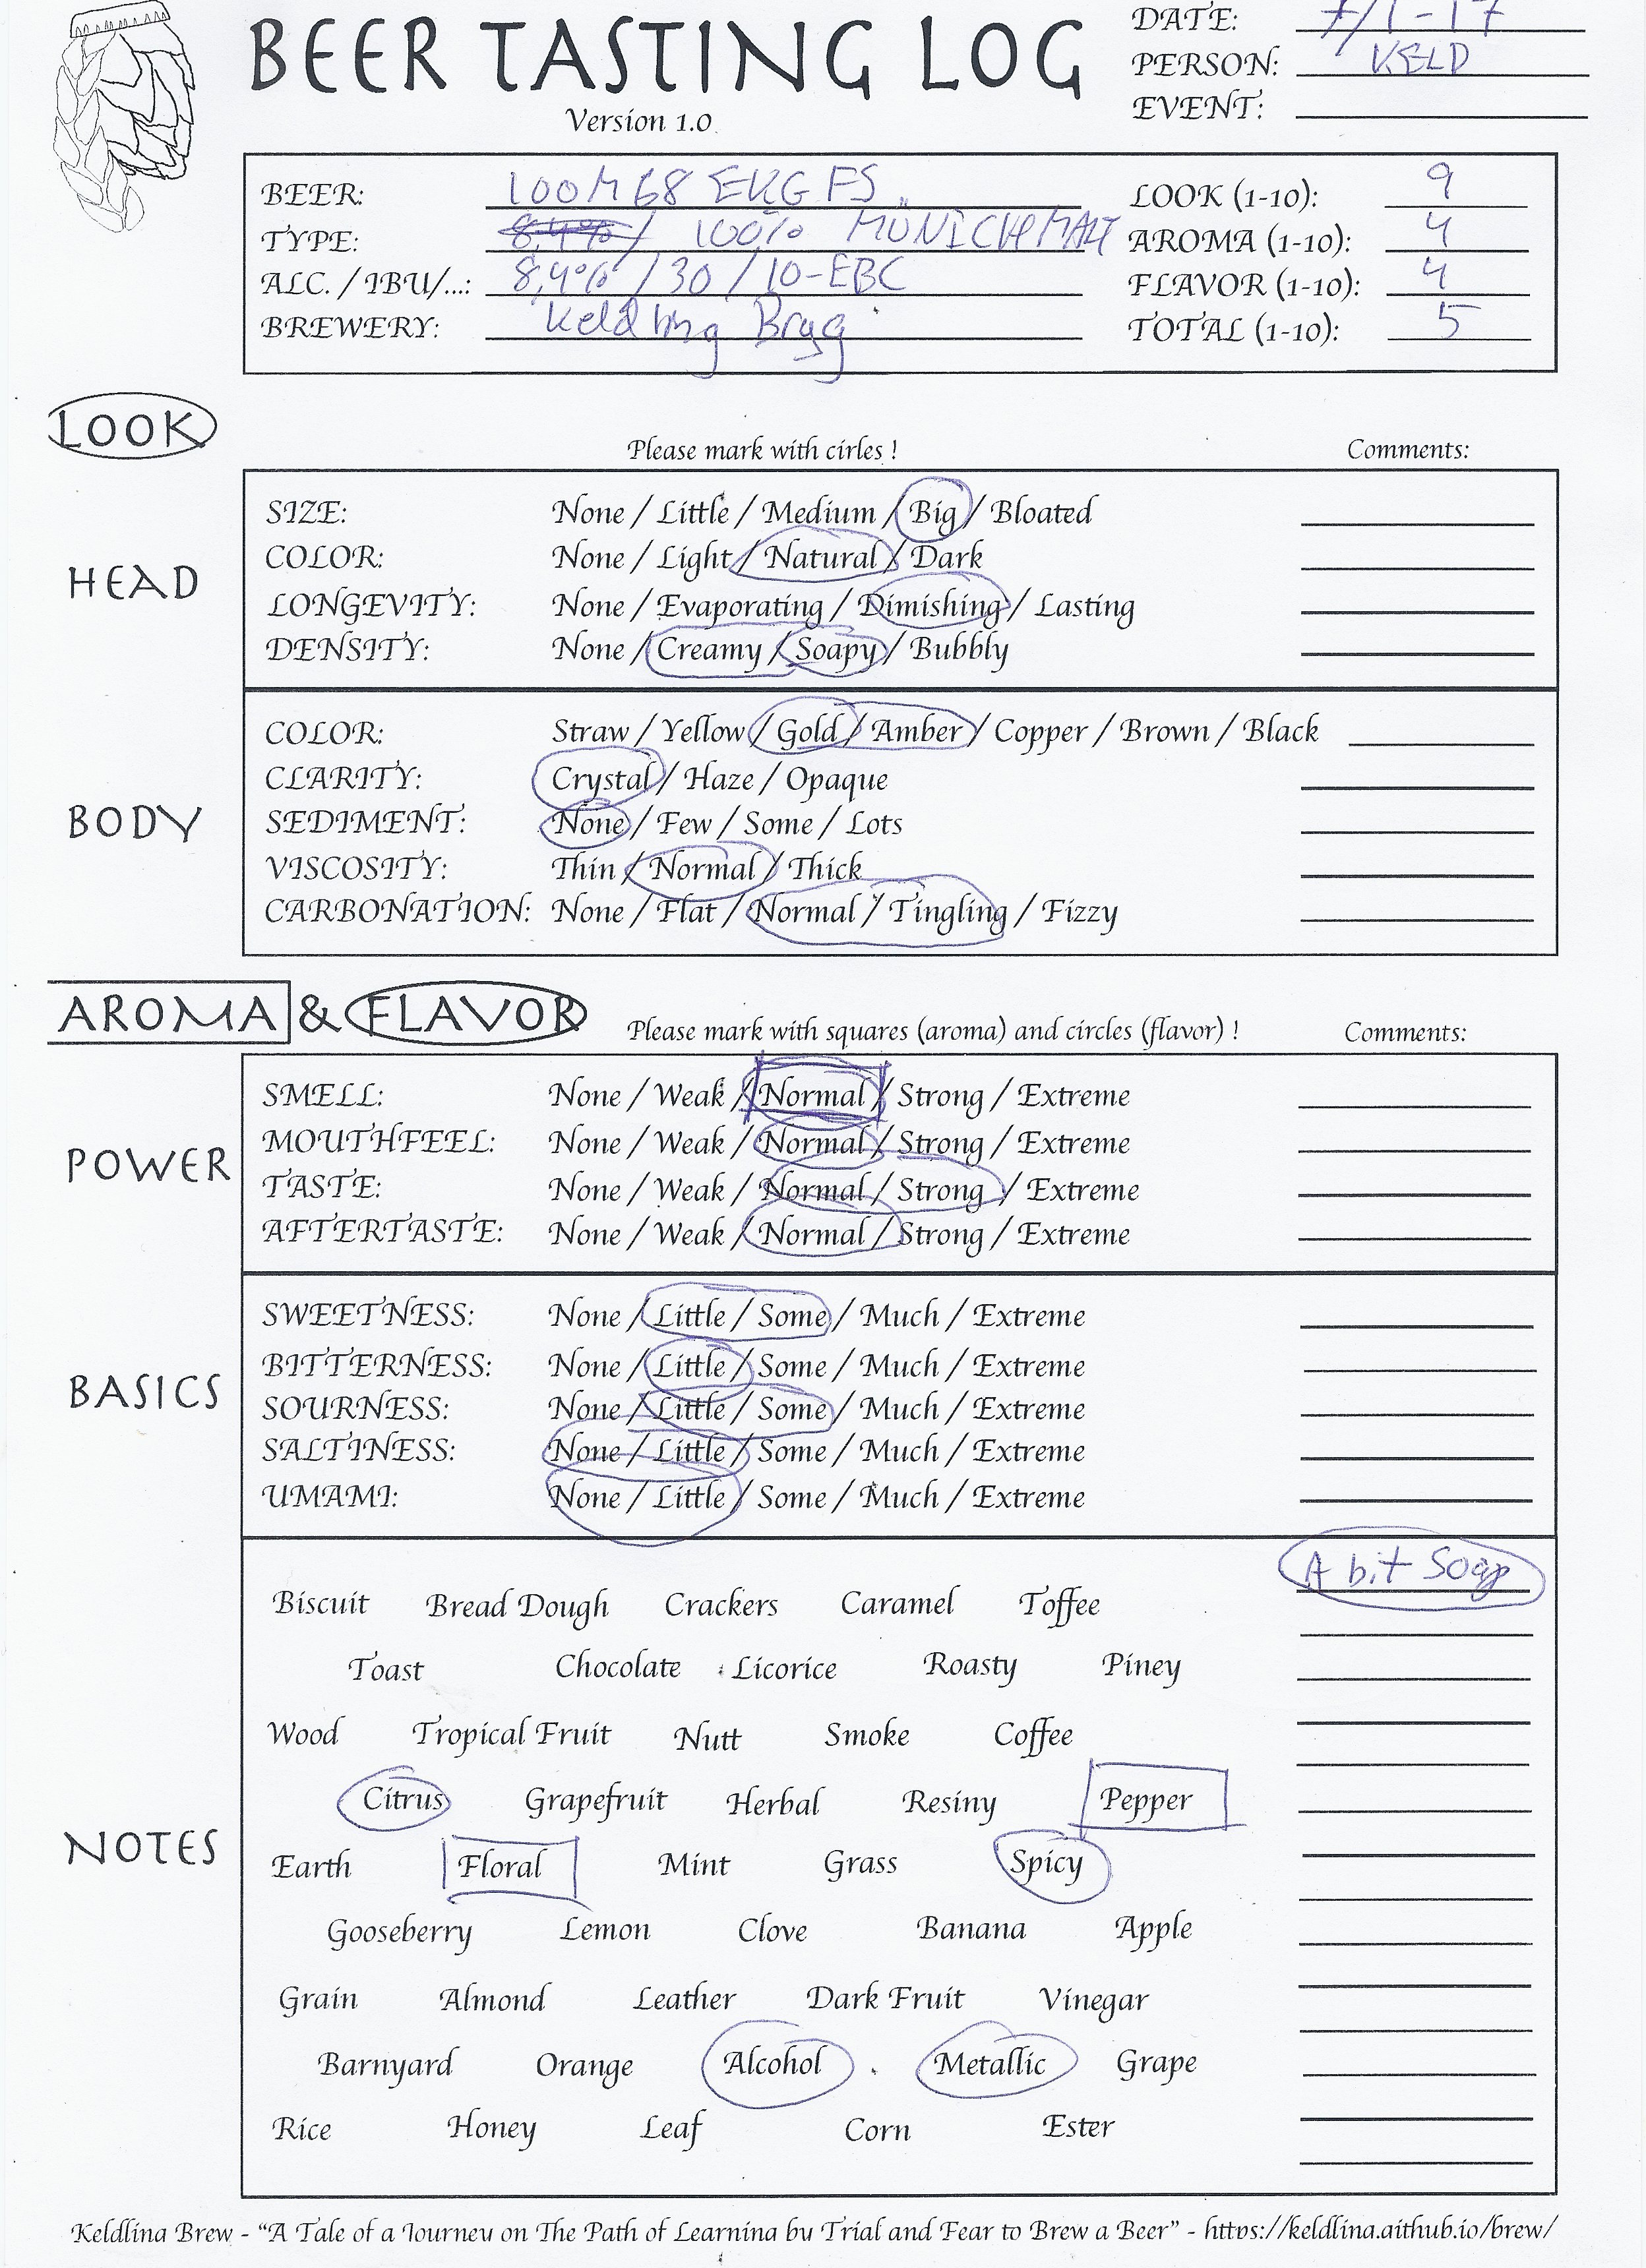 BEER TASTING LOG
Version 1.0
DATE: 7/1-17
PERSON: KELD
EVENT:
BEER: 100M68 EKG FS
TYPE: 8,4% / 100% MÜNICH MALT
ALC. / IBU/...: 8,4% / 30 / 10-EBC
BREWERY: Keldling Brygg
LOOK (1-10): 9
AROMA (1-10): 4
FLAVOR (1-10): 4
TOTAL (1-10): 5
LOOK
Please mark with cirles !
Comments:
HEAD
SIZE: None / Little / Medium / Big / Bloated
COLOR: None / Light / Natural / Dark
LONGEVITY: None / Evaporating / Dimishing / Lasting
DENSITY: None / Creamy / Soapy / Bubbly
BODY
COLOR: Straw / Yellow / Gold / Amber / Copper / Brown / Black
CLARITY: Crystal / Haze / Opaque
SEDIMENT: None / Few / Some / Lots
VISCOSITY: Thin / Normal / Thick
CARBONATION: None / Flat / Normal / Tingling / Fizzy
AROMA & FLAVOR
Please mark with squares (aroma) and circles (flavor) !
Comments:
POWER
SMELL: None / Weak / Normal / Strong / Extreme
MOUTHFEEL: None / Weak / Normal / Strong / Extreme
TASTE: None / Weak / Normal / Strong / Extreme
AFTERTASTE: None / Weak / Normal / Strong / Extreme
BASICS
SWEETNESS: None / Little / Some / Much / Extreme
BITTERNESS: None / Little / Some / Much / Extreme
SOURNESS: None / Little / Some / Much / Extreme
SALTINESS: None / Little / Some / Much / Extreme
UMAMI: None / Little / Some / Much / Extreme
NOTES
A bit Soap
Biscuit Bread Dough Crackers Caramel Toffee
Toast Chocolate Licorice Roasty Piney
Wood Tropical Fruit Nutt Smoke Coffee
Citrus Grapefruit Herbal Resiny Pepper
Earth Floral Mint Grass Spicy
Gooseberry Lemon Clove Banana Apple
Grain Almond Leather Dark Fruit Vinegar
Barnyard Orange Alcohol Metallic Grape
Rice Honey Leaf Corn Ester
Keldling Brew - "A Tale of a Journey on The Path of Learning by Trial and Fear to Brew a Beer" - https://keldling.github.io/brew/